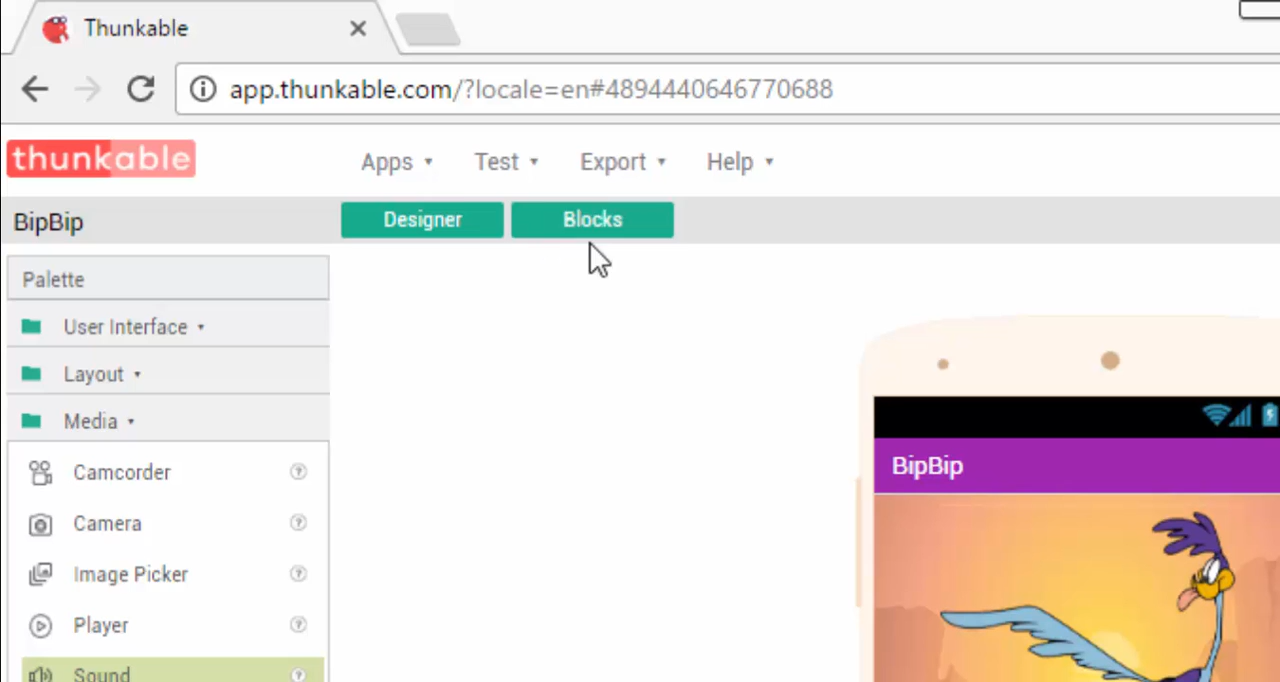 Thunkable
app.thunkable.com/?locale=en#4894440646770688
thunkable
Apps
Test
Export
Help
BipBip
Designer
Blocks
Palette
User Interface
Layout
Media
Camcorder
Camera
Image Picker
Player
Sound
BipBip